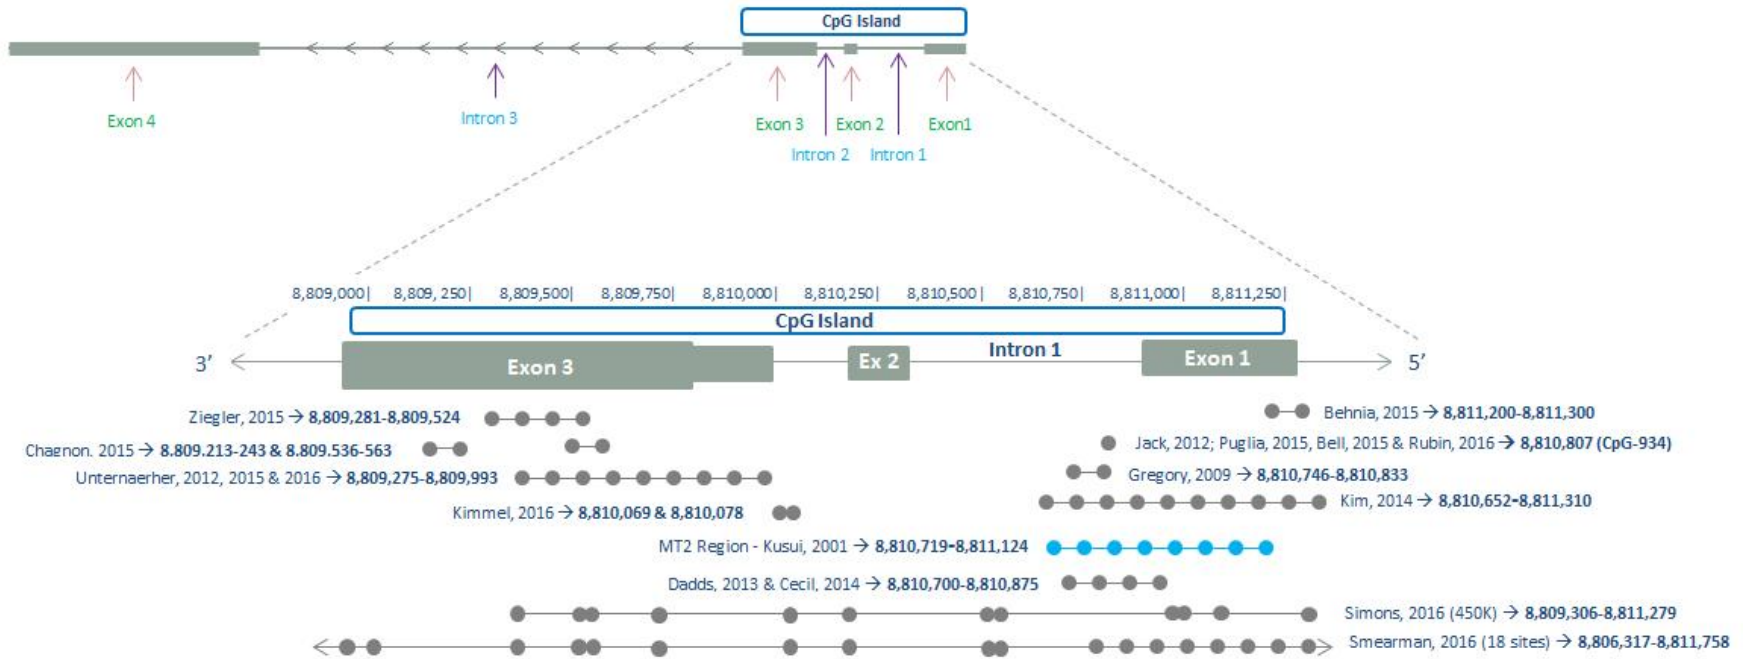 CpG Island
Exon 4
Intron 3
Exon 3
Exon 2
Exon1
Intron 2
Intron 1
8,809,000| 8,809, 250| 8,809,500| 8,809,750| 8,810,000| 8,810,250| 8,810,500| 8,810,750| 8,811,000| 8,811,250|
CpG Island
3’ Exon 3 Ex 2 Intron 1 Exon 1 5’
Ziegler, 2015 → 8,809,281-8,809,524
Behnia, 2015 → 8,811,200-8,811,300
Chagnon. 2015 → 8.809.213-243 & 8.809.536-563
Jack, 2012; Puglia, 2015, Bell, 2015 & Rubin, 2016 → 8,810,807 (CpG-934)
Unternaerher, 2012, 2015 & 2016 → 8,809,275-8,809,993
Gregory, 2009 → 8,810,746-8,810,833
Kimmel, 2016 → 8,810,069 & 8,810,078
Kim, 2014 → 8,810,652-8,811,310
MT2 Region - Kusui, 2001 → 8,810,719-8,811,124
Dadds, 2013 & Cecil, 2014 → 8,810,700-8,810,875
Simons, 2016 (450K) → 8,809,306-8,811,279
Smearman, 2016 (18 sites) → 8,806,317-8,811,758